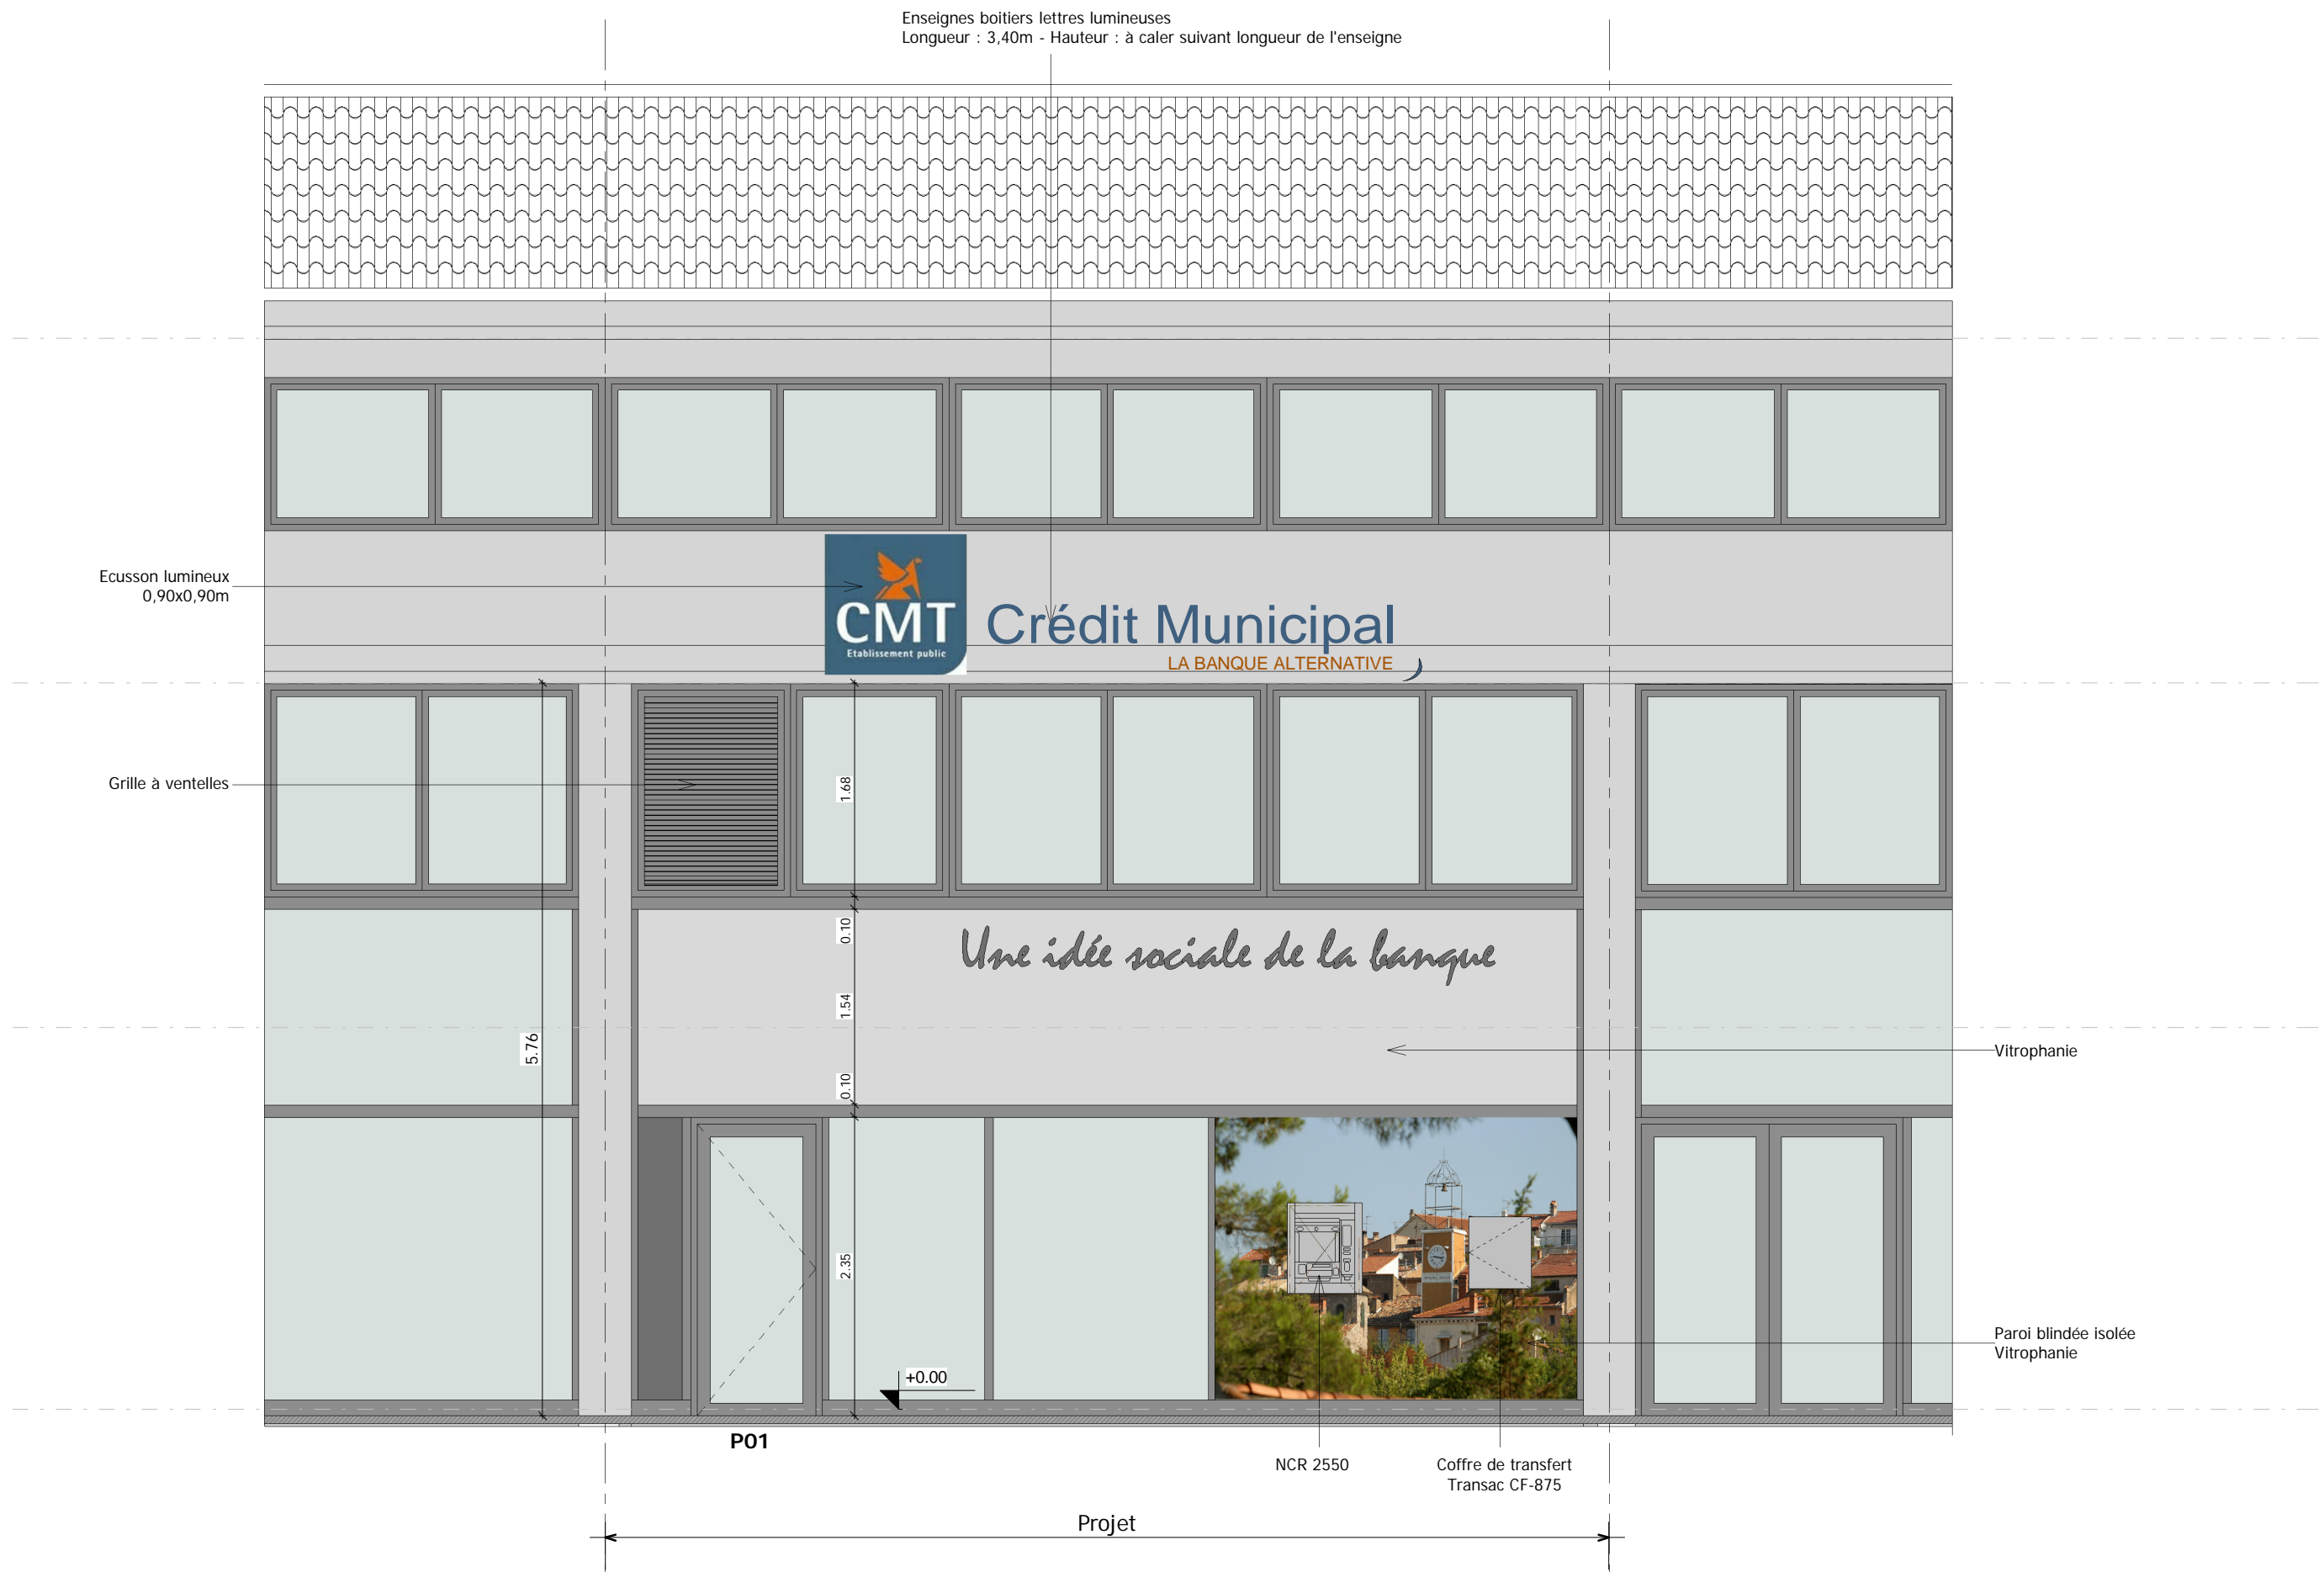 Enseignes boitiers lettres lumineuses
Longueur : 3,40m - Hauteur : à caler suivant longueur de l'enseigne
Ecusson lumineux
0,90x0,90m
CMT
Etablissement public
Crédit Municipal
LA BANQUE ALTERNATIVE
Grille à ventelles
1.68
0.10
Une idée sociale de la banque
1.54
5.76
Vitrophanie
0.10
2.35
Paroi blindée isolée
Vitrophanie
+0.00
P01
NCR 2550
Coffre de transfert
Transac CF-875
Projet